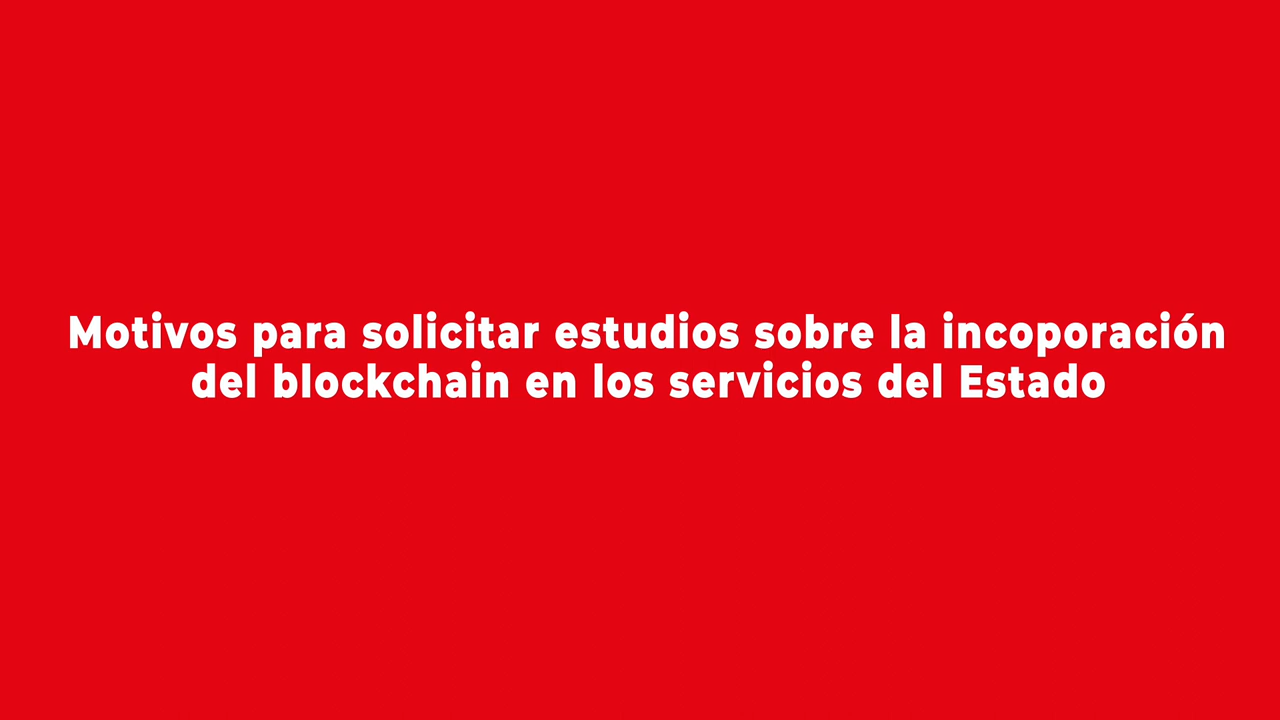 Motivos para solicitar estudios sobre la incoporación
del blockchain en los servicios del Estado